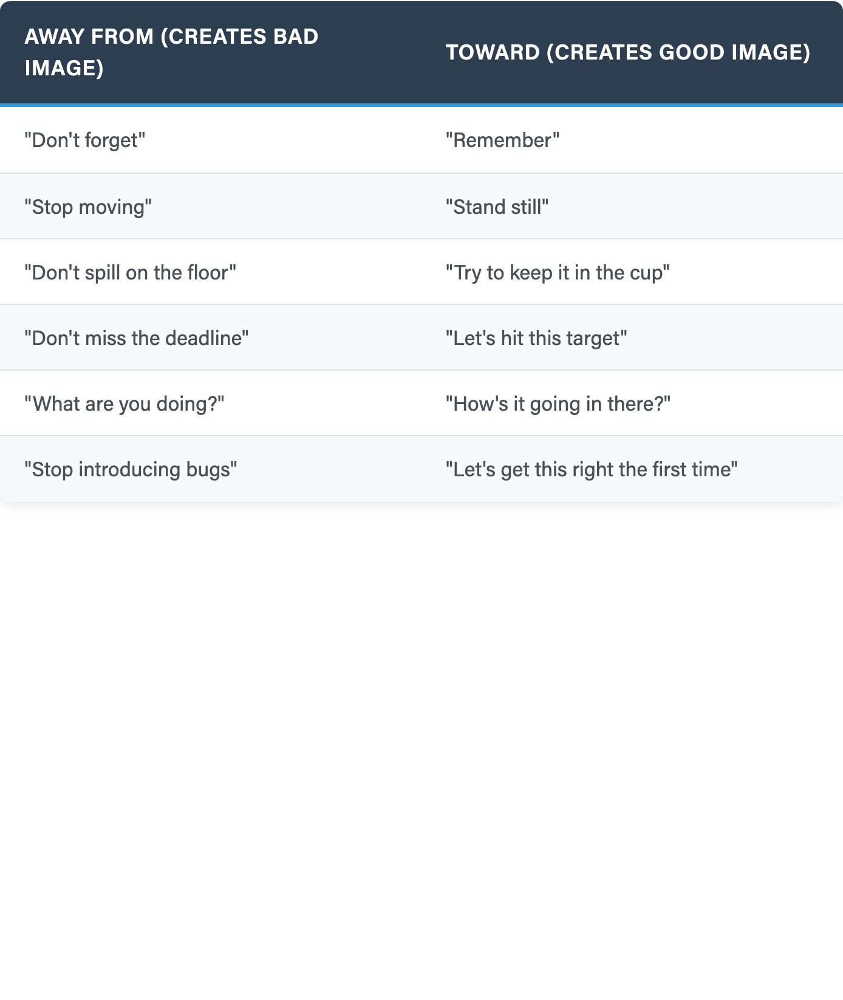 AWAY FROM (CREATES BAD
IMAGE)
TOWARD (CREATES GOOD IMAGE)
"Don't forget"
"Remember"
"Stop moving"
"Stand still"
"Don't spill on the floor"
"Try to keep it in the cup"
"Don't miss the deadline"
"Let's hit this target"
"What are you doing?"
"How's it going in there?"
"Stop introducing bugs"
"Let's get this right the first time"